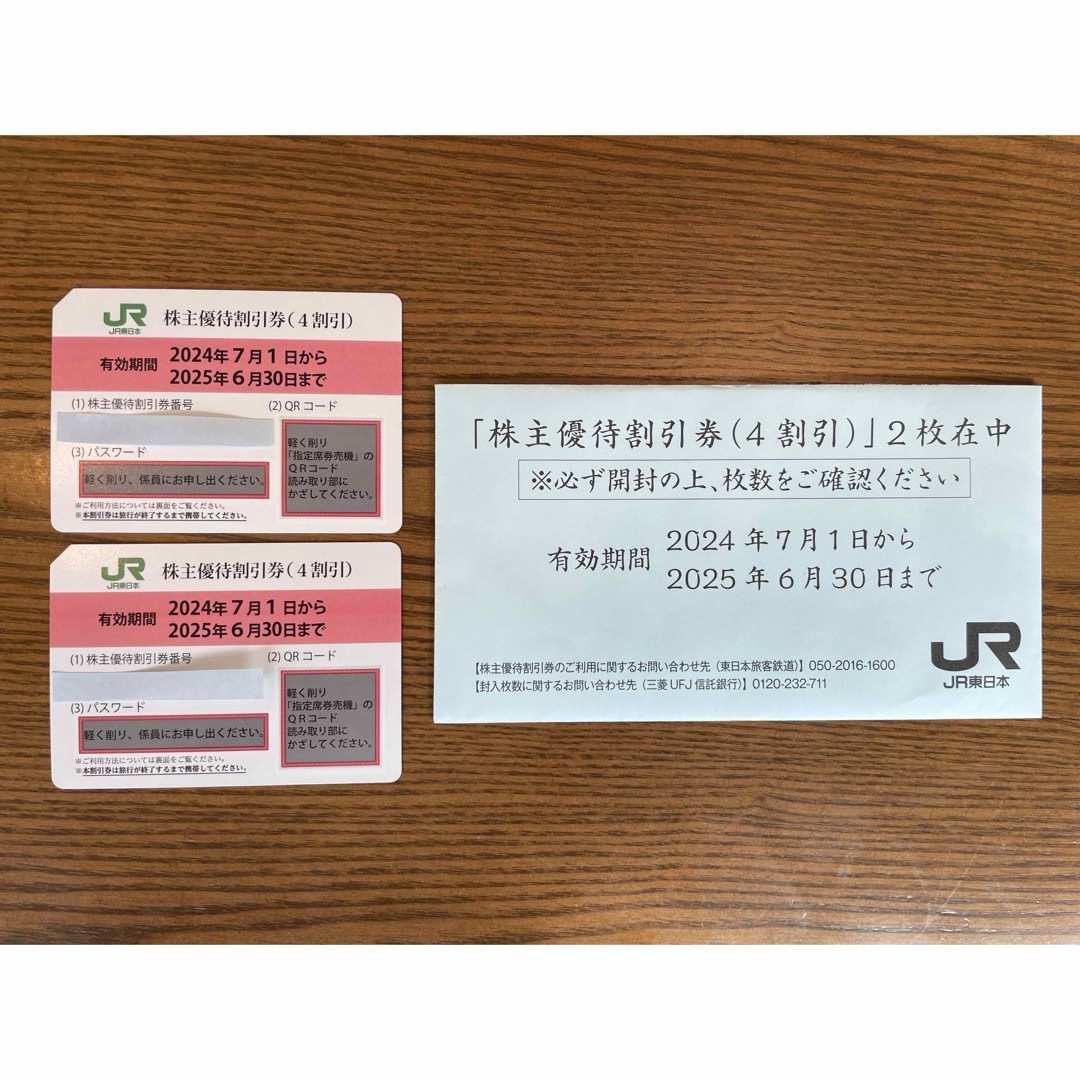 JR 株主優待割引券(4割引)
JR東日本
有効期間 2024年7月1日から
2025年6月30日まで
(1) 株主優待割引券番号 (2) QRコード
(3) パスワード
軽く削り、係員にお申し出ください。
軽く削り
「指定席券売機」の
QRコード
読み取り部に
かざしてください。
※ご利用方法については裏面をご覧ください。
※本割引券は旅行が終了するまで携帯してください。
JR 株主優待割引券(4割引)
JR東日本
有効期間 2024年7月1日から
2025年6月30日まで
(1) 株主優待割引券番号 (2) QRコード
(3) パスワード
軽く削り、係員にお申し出ください。
軽く削り
「指定席券売機」の
QRコード
読み取り部に
かざしてください。
※ご利用方法については裏面をご覧ください。
※本割引券は旅行が終了するまで携帯してください。
「株主優待割引券(4割引)」2枚在中
※必ず開封の上、枚数をご確認ください
有効期間 2024年7月1日から
2025年6月30日まで
【株主優待割引券のご利用に関するお問い合わせ先(東日本旅客鉄道)】050-2016-1600
【封入枚数に関するお問い合わせ先(三菱UFJ信託銀行)】0120-232-711
JR
JR東日本